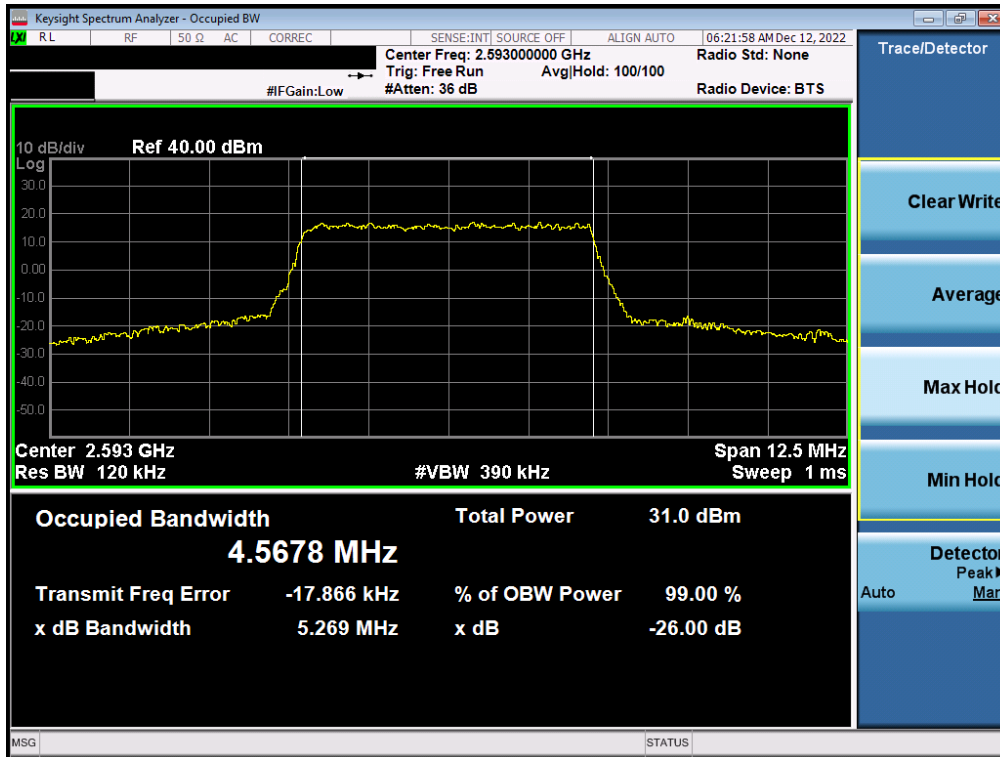 Keysight Spectrum Analyzer - Occupied BW
LXI RL RF 50 Ω AC CORREC SENSE:INT SOURCE OFF ALIGN AUTO 06:21:58 AM Dec 12, 2022
Center Freq: 2.593000000 GHz Radio Std: None
Trig: Free Run Avg|Hold: 100/100
#IFGain:Low #Atten: 36 dB Radio Device: BTS
10 dB/div Ref 40.00 dBm
Log
30.0
20.0
10.0
0.00
-10.0
-20.0
-30.0
-40.0
-50.0
Center 2.593 GHz Span 12.5 MHz
Res BW 120 kHz #VBW 390 kHz Sweep 1 ms
Occupied Bandwidth Total Power 31.0 dBm
4.5678 MHz
Transmit Freq Error -17.866 kHz % of OBW Power 99.00 %
x dB Bandwidth 5.269 MHz x dB -26.00 dB
MSG STATUS
Trace/Detector
Clear Write
Average
Max Hold
Min Hold
Detector
Peak
Auto Man